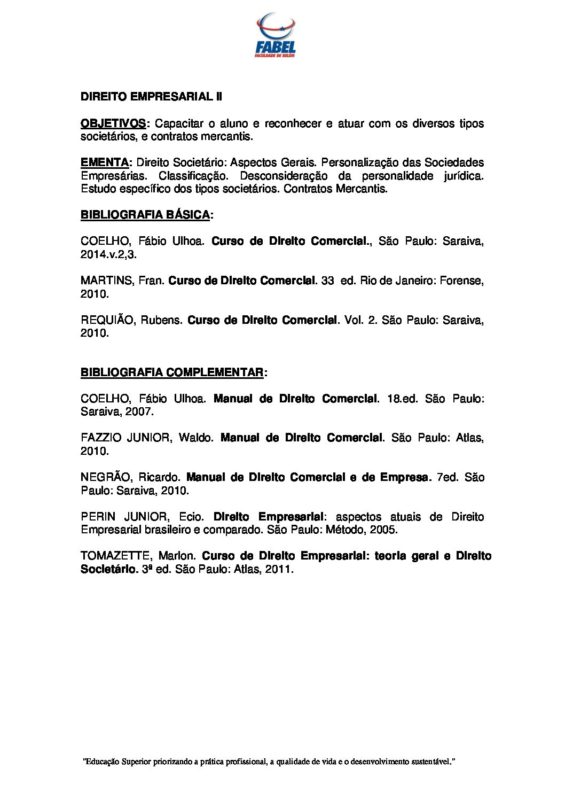 FABEL
FACULDADE DE BELÉM
DIREITO EMPRESARIAL II
OBJETIVOS: Capacitar o aluno e reconhecer e atuar com os diversos tipos
societários, e contratos mercantis.
EMENTA: Direito Societário: Aspectos Gerais. Personalização das Sociedades
Empresárias. Classificação. Desconsideração da personalidade jurídica.
Estudo específico dos tipos societários. Contratos Mercantis.
BIBLIOGRAFIA BÁSICA:
COELHO, Fábio Ulhoa. Curso de Direito Comercial., São Paulo: Saraiva,
2014.v.2,3.
MARTINS, Fran. Curso de Direito Comercial. 33 ed. Rio de Janeiro: Forense,
2010.
REQUIÃO, Rubens. Curso de Direito Comercial. Vol. 2. São Paulo: Saraiva,
2010.
BIBLIOGRAFIA COMPLEMENTAR:
COELHO, Fábio Ulhoa. Manual de Direito Comercial. 18.ed. São Paulo:
Saraiva, 2007.
FAZZIO JUNIOR, Waldo. Manual de Direito Comercial. São Paulo: Atlas,
2010.
NEGRÃO, Ricardo. Manual de Direito Comercial e de Empresa. 7ed. São
Paulo: Saraiva, 2010.
PERIN JUNIOR, Ecio. Direito Empresarial: aspectos atuais de Direito
Empresarial brasileiro e comparado. São Paulo: Método, 2005.
TOMAZETTE, Marlon. Curso de Direito Empresarial: teoria geral e Direito
Societário. 3ª ed. São Paulo: Atlas, 2011.
"Educação Superior priorizando a prática profissional, a qualidade de vida e o desenvolvimento sustentável."